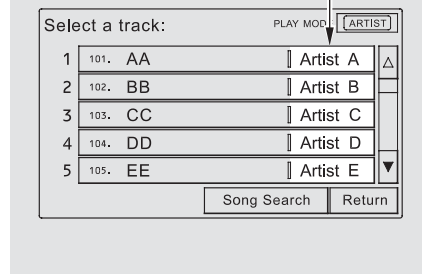 Select a track: PLAY MODE ARTIST
1 101. AA Artist A
2 102. BB Artist B
3 103. CC Artist C
4 104. DD Artist D
5 105. EE Artist E
Song Search Return